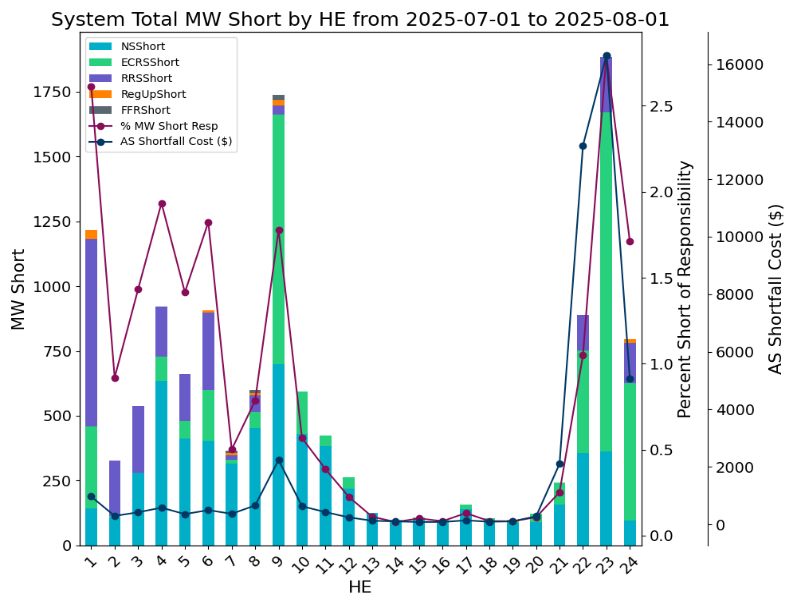 System Total MW Short by HE from 2025-07-01 to 2025-08-01
NSShort
ECRSShort
RRSShort
RegUpShort
FFRShort
% MW Short Resp
AS Shortfall Cost ($)
MW Short
1750
1500
1250
1000
750
500
250
0
Percent Short of Responsibility
2.5
2.0
1.5
1.0
0.5
0.0
AS Shortfall Cost ($)
16000
14000
12000
10000
8000
6000
4000
2000
0
1 2 3 4 5 6 7 8 9 10 11 12 13 14 15 16 17 18 19 20 21 22 23 24
HE